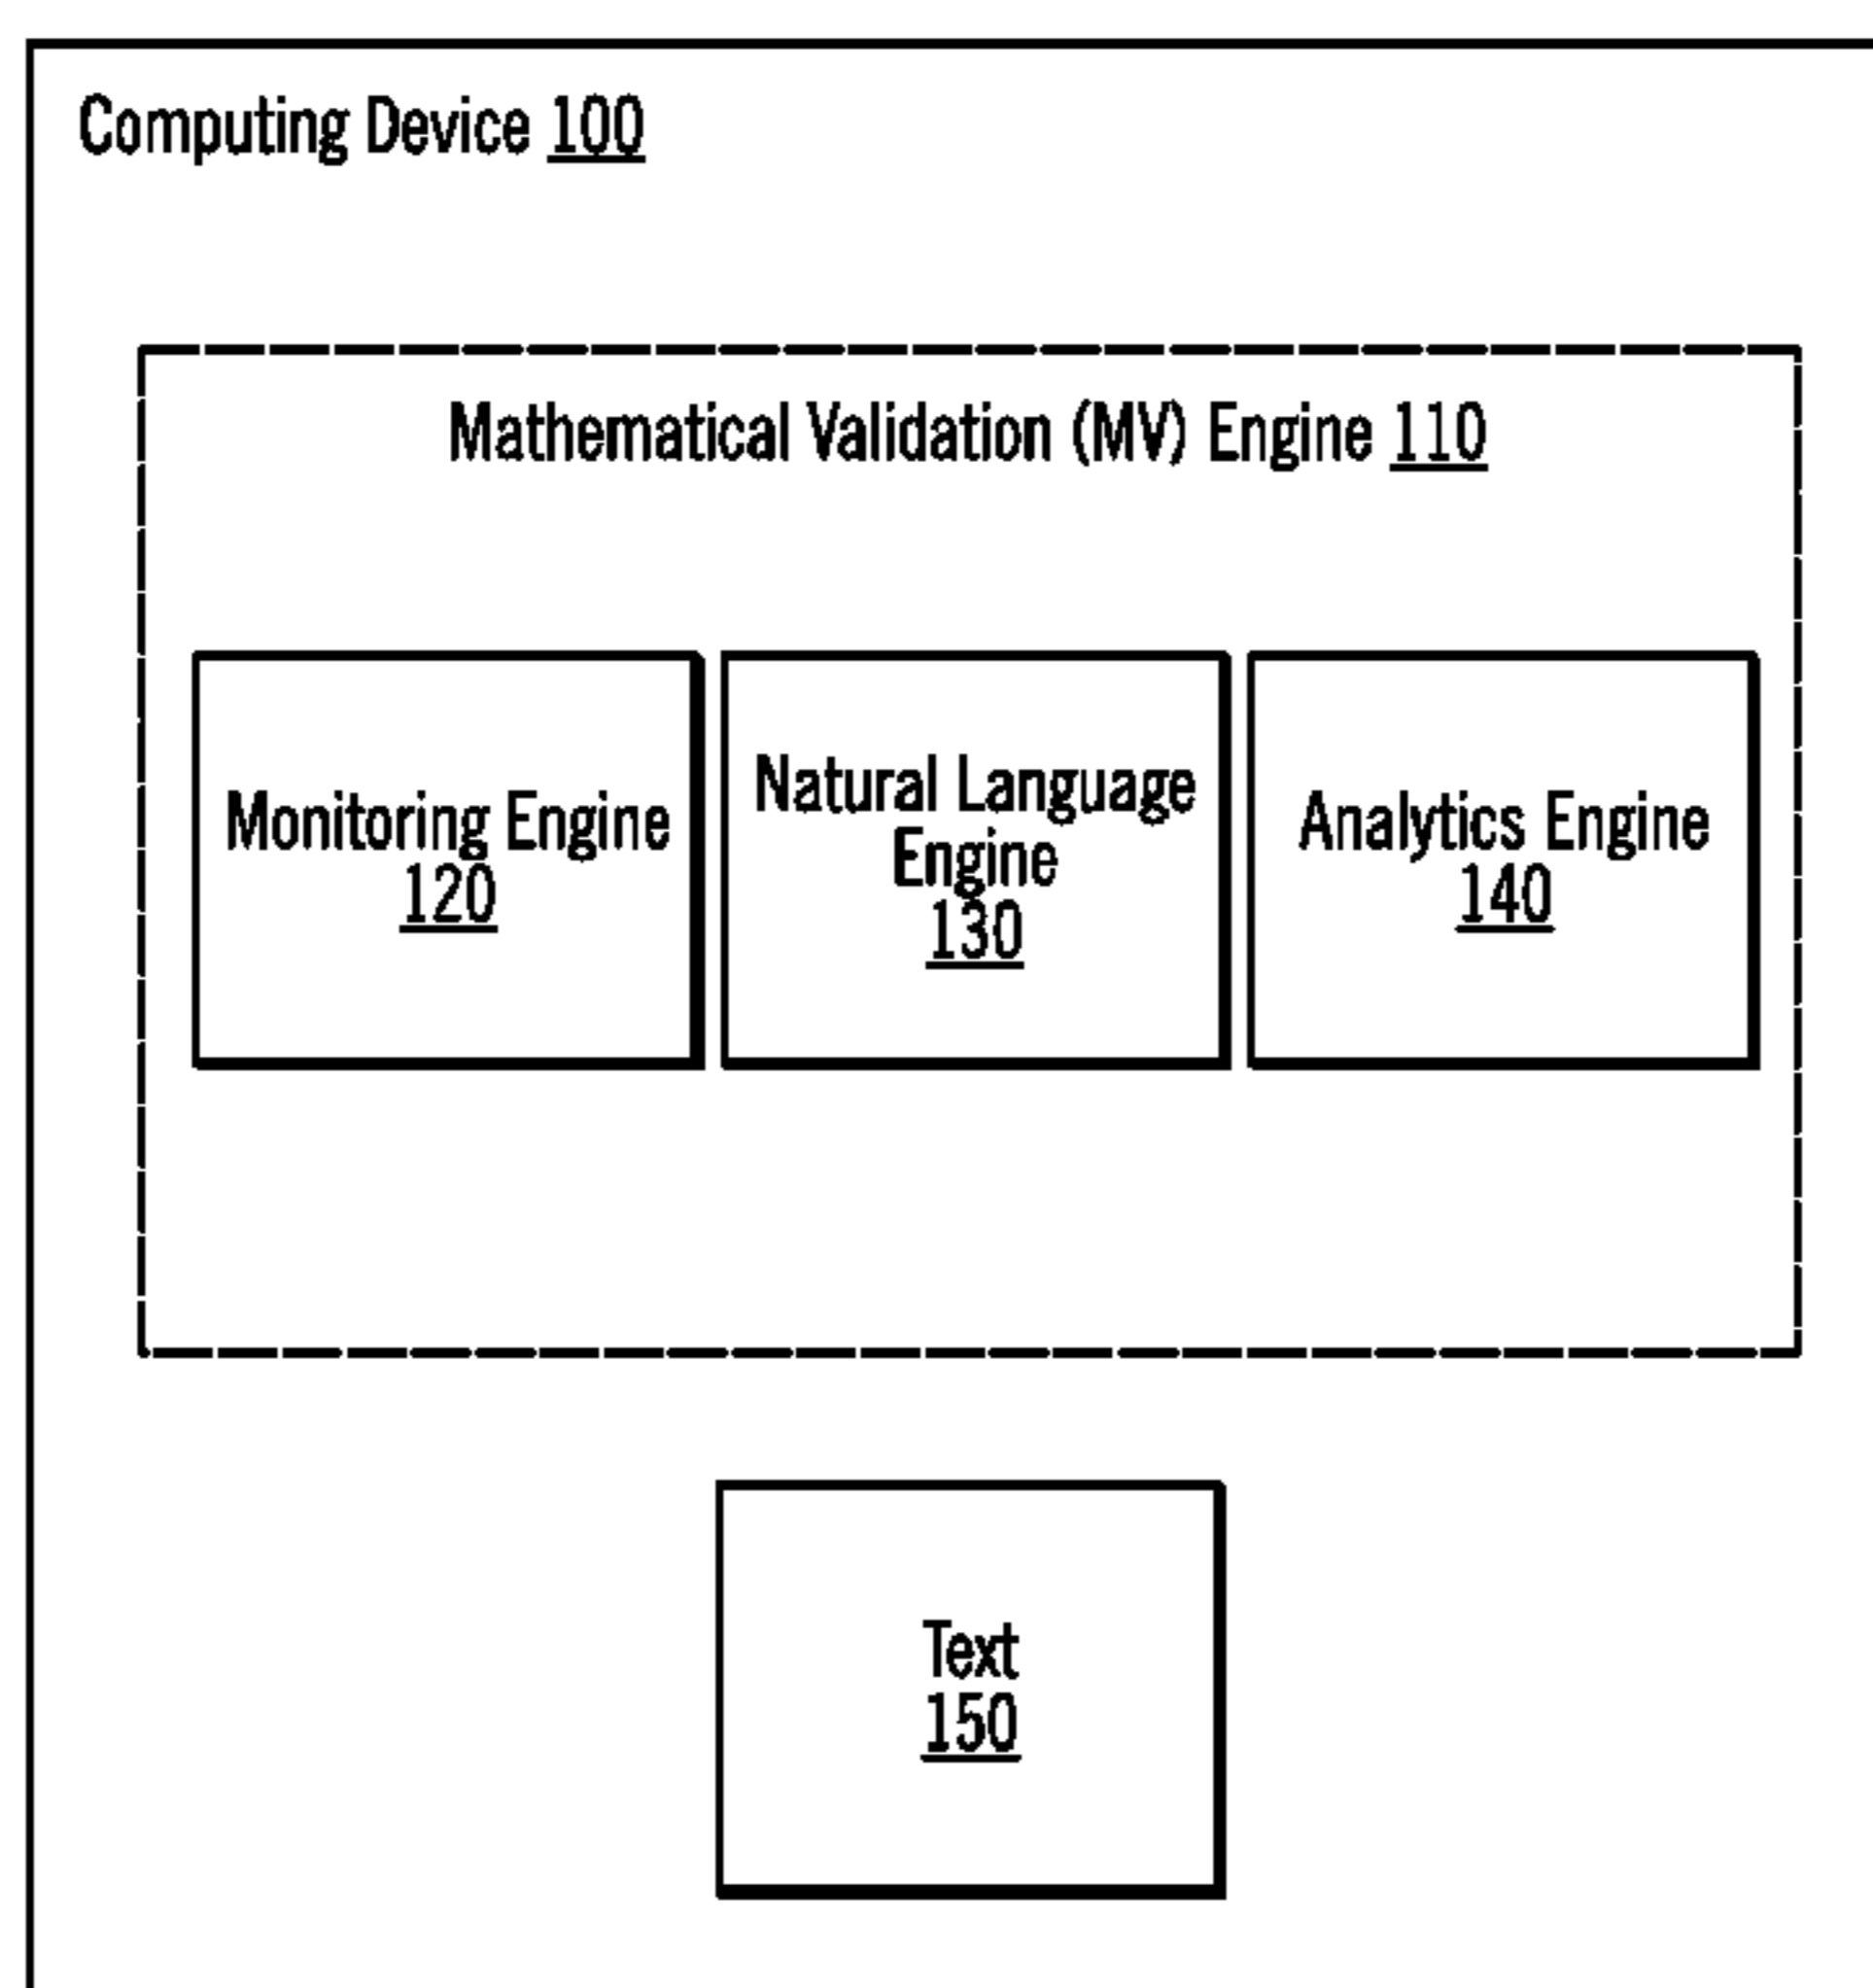 Computing Device 100
Mathematical Validation (MV) Engine 110
Monitoring Engine
120
Natural Language
Engine
130
Analytics Engine
140
Text
150